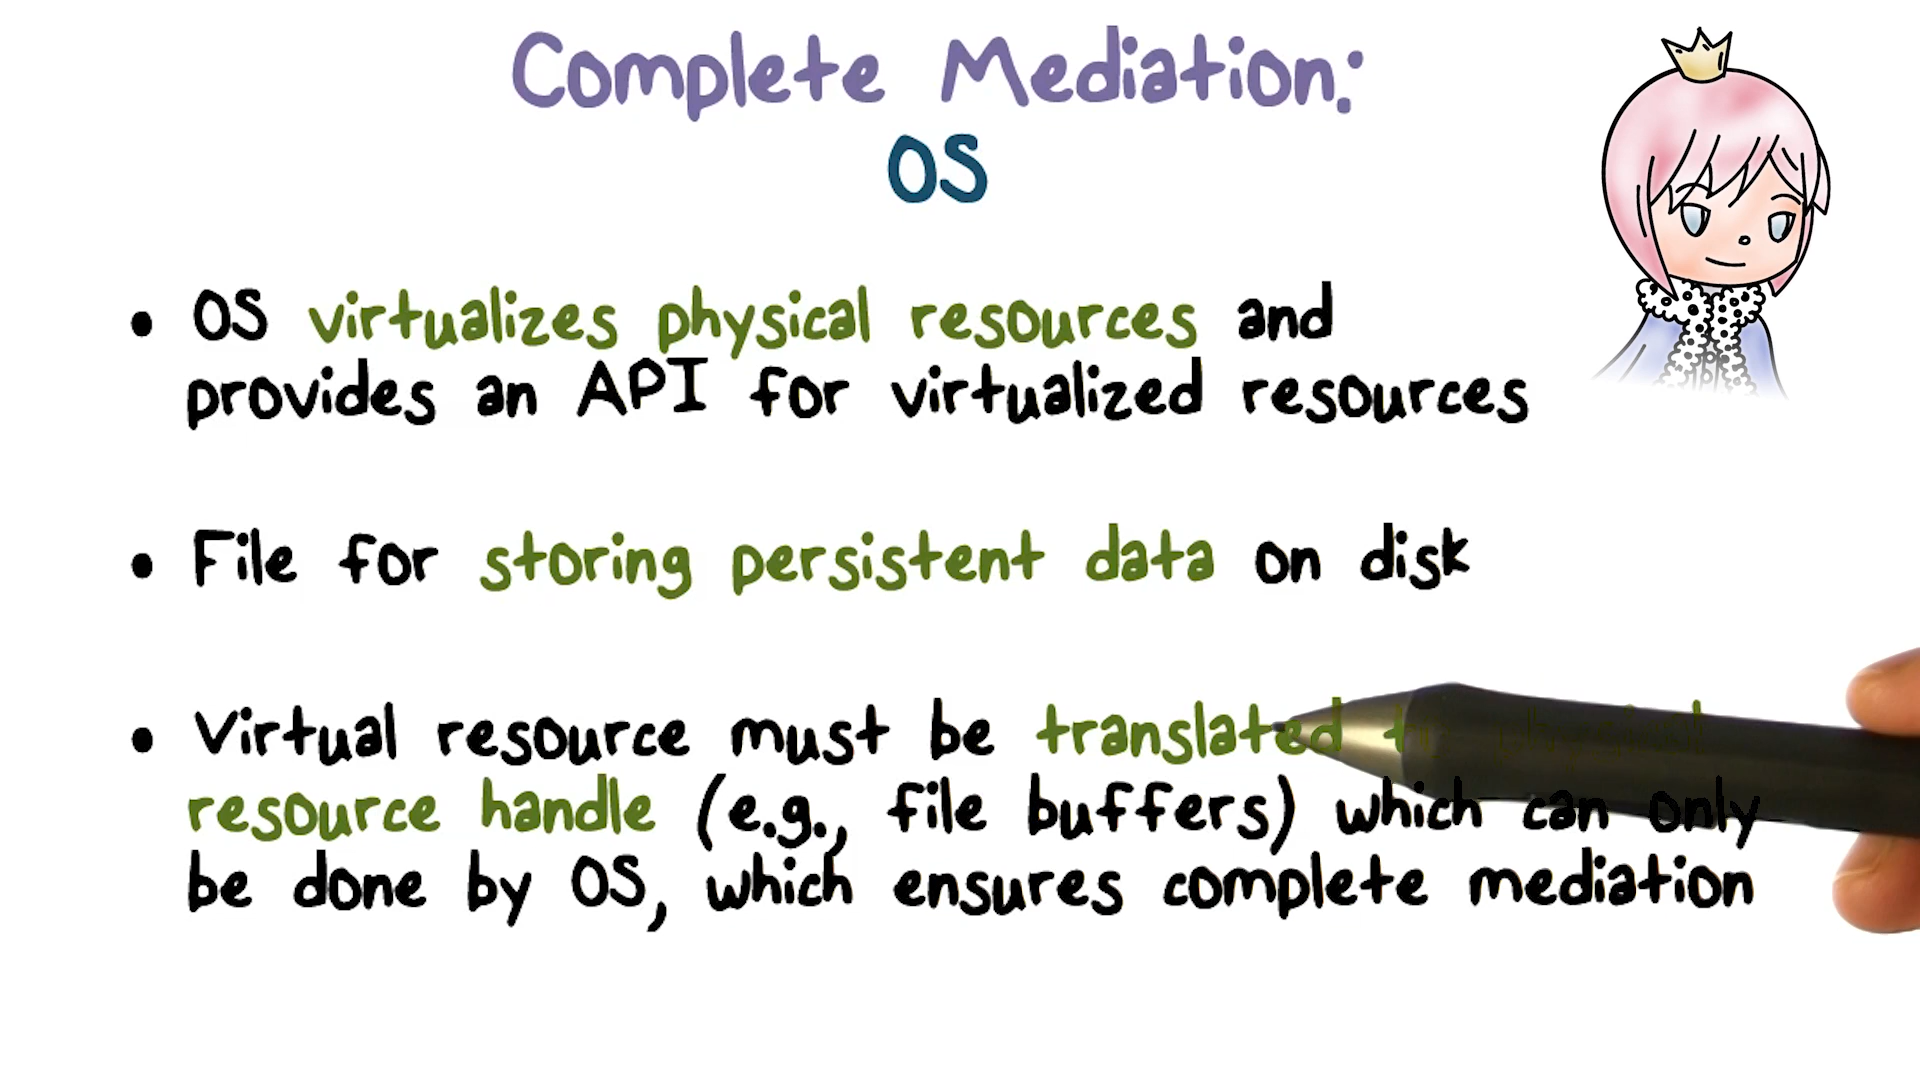 Complete Mediation:
OS
• OS virtualizes physical resources and
provides an API for virtualized resources
• File for storing persistent data on disk
• Virtual resource must be translated
resource handle (e.g., file buffers) which can only
be done by OS, which ensures complete mediation